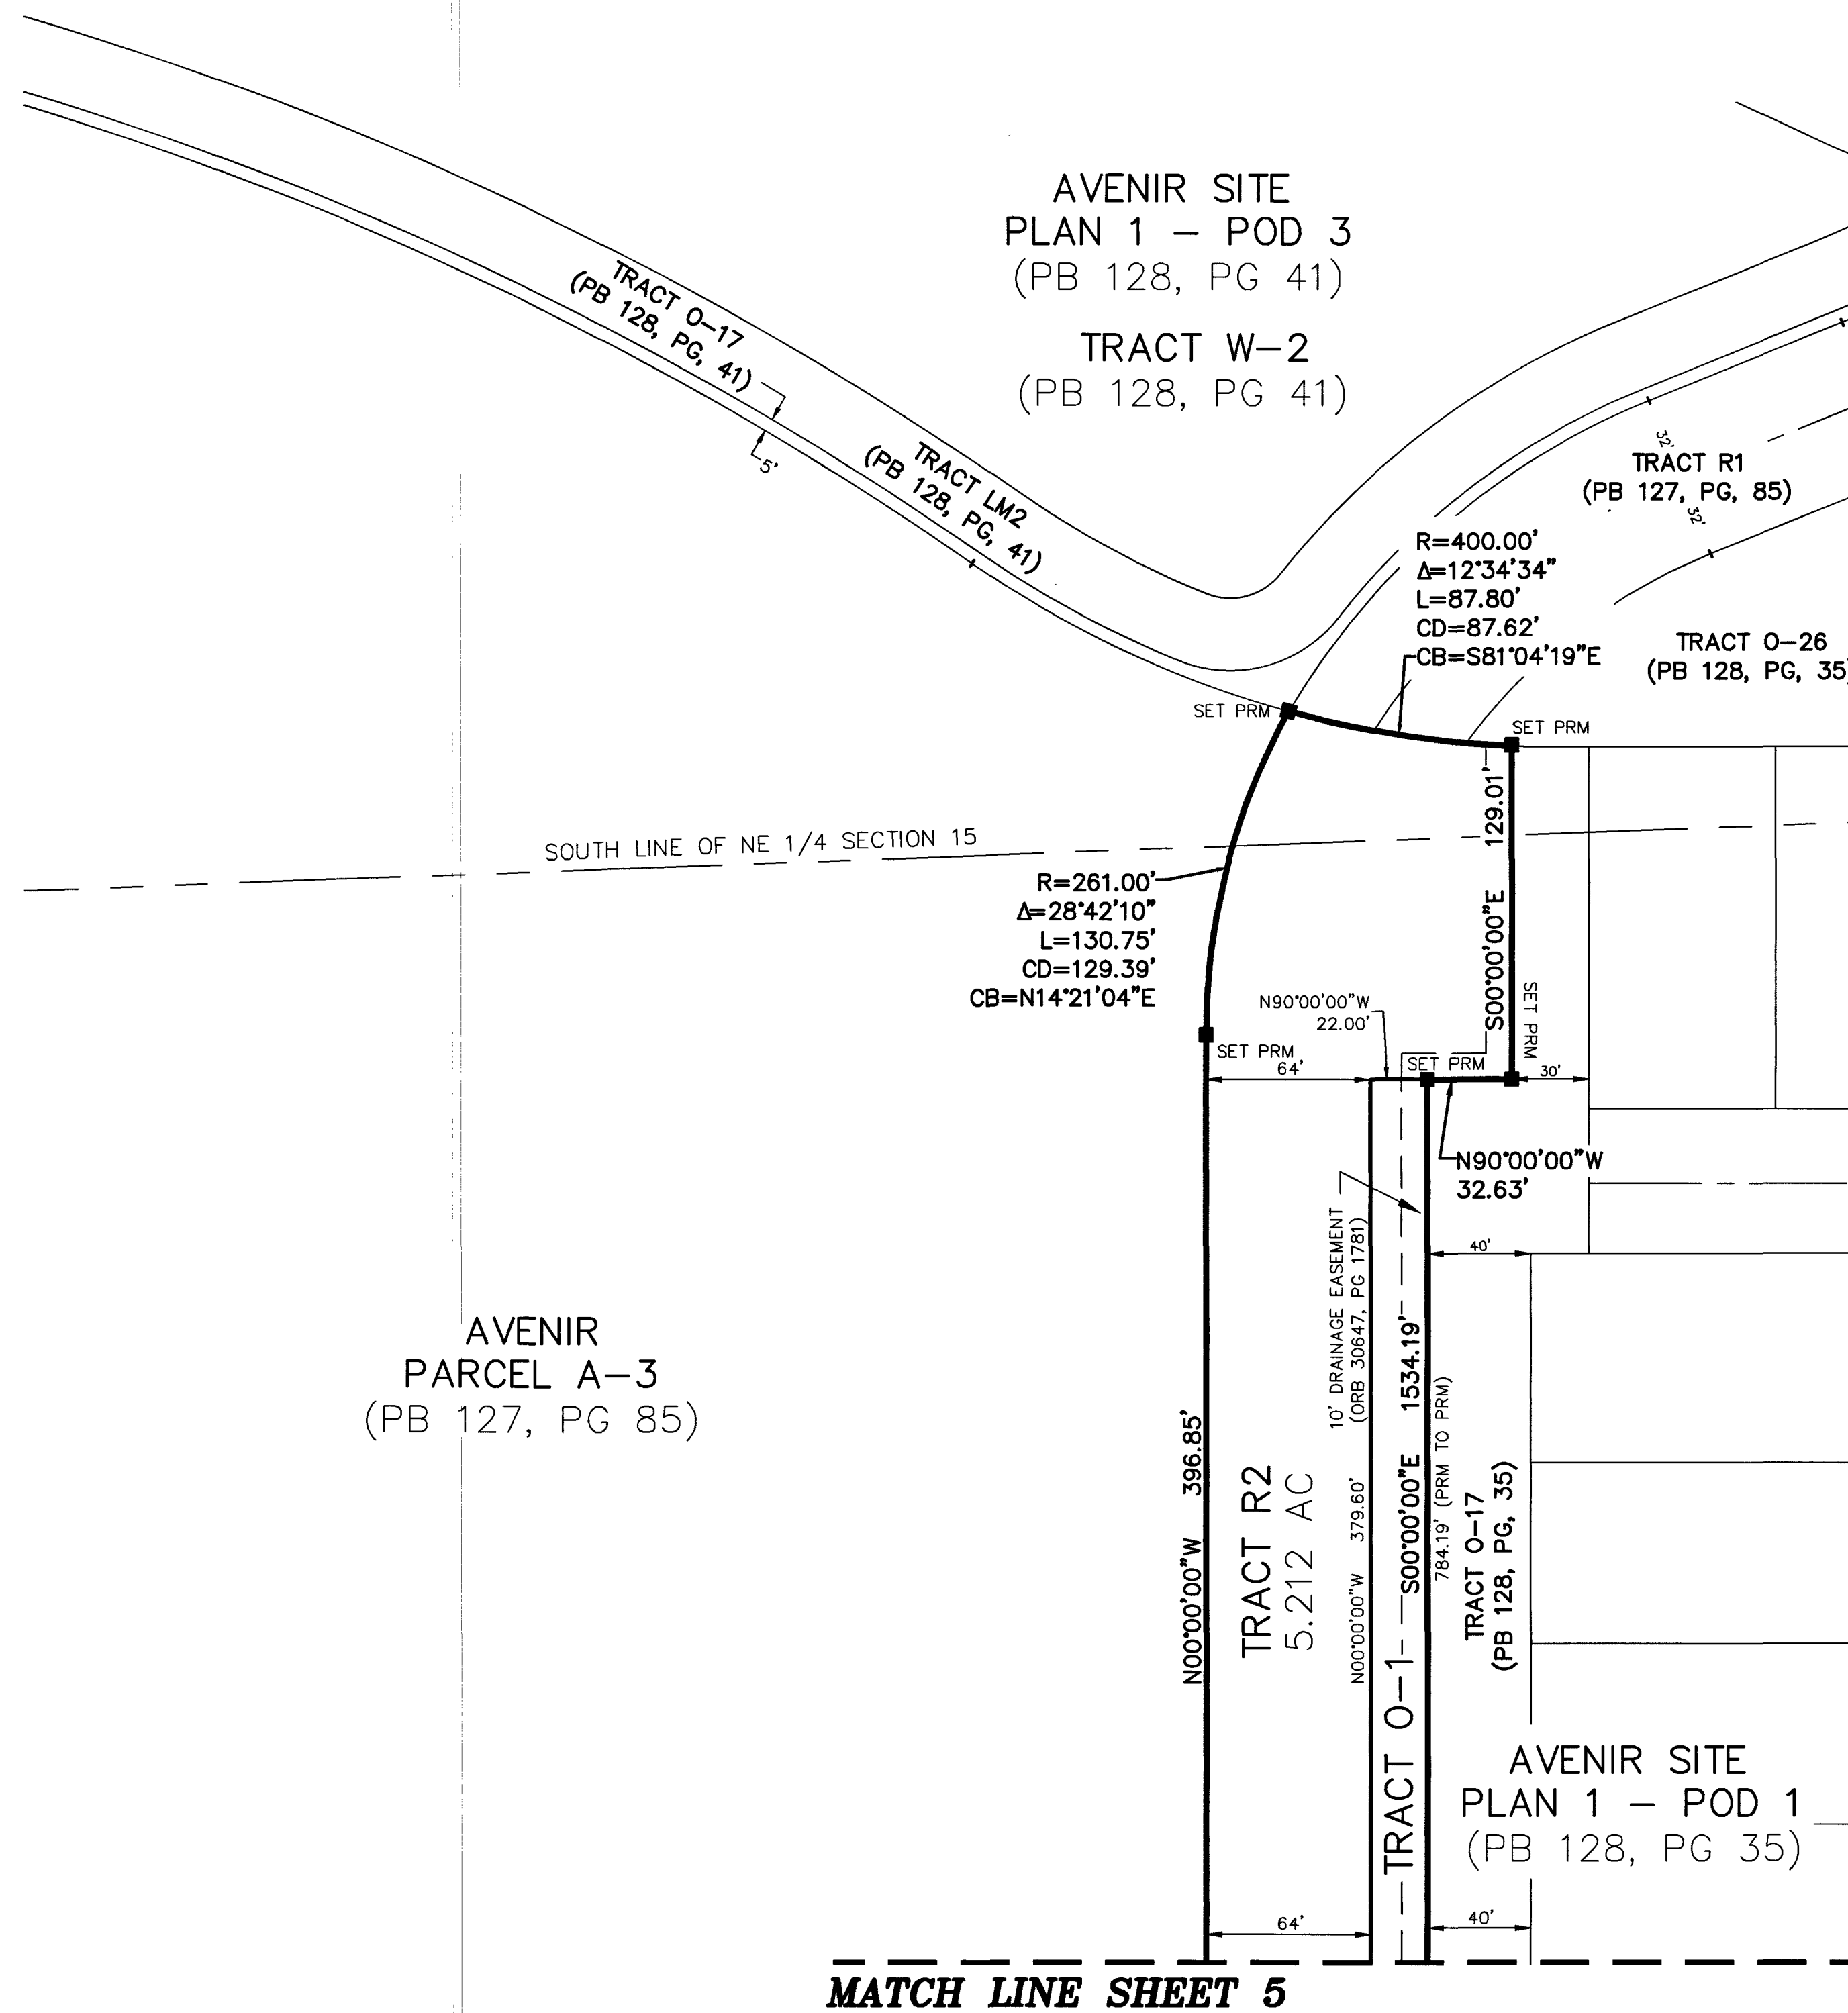 AVENIR SITE
PLAN 1 – POD 3
(PB 128, PG 41)
TRACT W–2
(PB 128, PG 41)
TRACT O–17
(PB 128, PG, 41)
5'
TRACT LM2
(PB 128, PG, 41)
32'
TRACT R1
(PB 127, PG, 85)
32'
R=400.00'
Δ=12°34'34"
L=87.80'
CD=87.62'
CB=S81°04'19"E
TRACT O–26
(PB 128, PG, 35)
SET PRM
SET PRM
129.01'
S00°00'00"E
SET PRM
SOUTH LINE OF NE 1/4 SECTION 15
R=261.00'
Δ=28°42'10"
L=130.75'
CD=129.39'
CB=N14°21'04"E
N90°00'00"W
22.00'
SET PRM
64'
SET PRM
30'
N90°00'00"W
32.63'
40'
10' DRAINAGE EASEMENT
(ORB 30647, PG 1781)
AVENIR
PARCEL A–3
(PB 127, PG 85)
N00°00'00"W 396.85'
TRACT R2
5.212 AC
N00°00'00"W 379.60'
TRACT O–1
S00°00'00"E 1534.19'
784.19' (PRM TO PRM)
TRACT O–17
(PB 128, PG, 35)
AVENIR SITE
PLAN 1 – POD 1
(PB 128, PG 35)
64'
40'
MATCH LINE SHEET 5